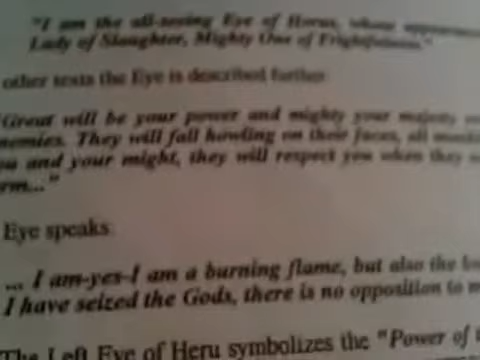 "I am the all-seeing Eye of Horus, whose
Lady of Slaughter, Mighty One of Frightfulness."
other texts the Eye is described further:
Great will be your power and mighty your majesty
They will fall howling on their faces, all
and your might, they will respect you when they
..."
Eye speaks:
... I am-yes-I am a burning flame, but also the
I have seized the Gods, there is no opposition to
The Left Eye of Heru symbolizes the "Power of